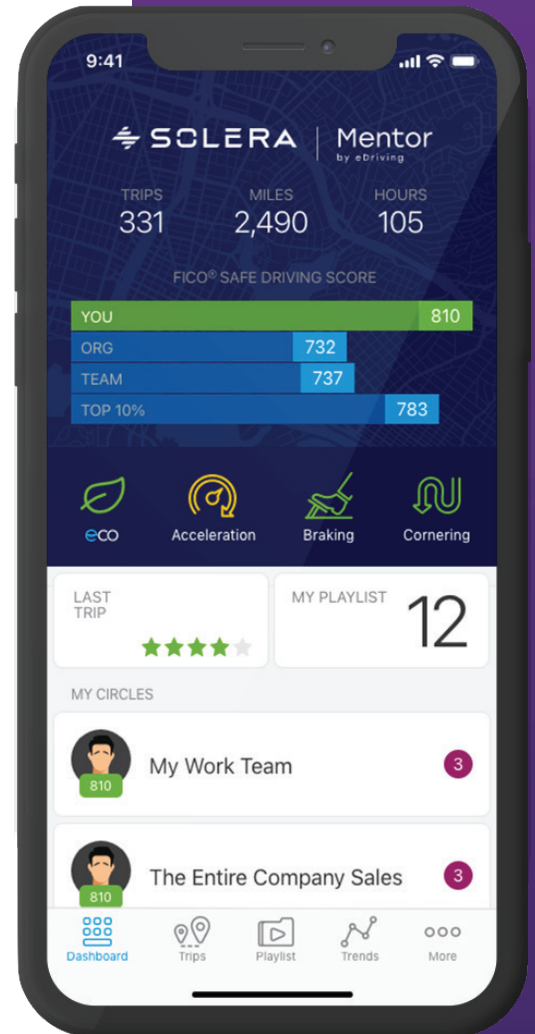 9:41
SOLERA | Mentor
by eDriving
TRIPS MILES HOURS
331 2,490 105
FICO® SAFE DRIVING SCORE
YOU 810
ORG 732
TEAM 737
TOP 10% 783
eco Acceleration Braking Cornering
LAST
TRIP
MY PLAYLIST 12
MY CIRCLES
810
My Work Team 3
810
The Entire Company Sales 3
Dashboard Trips Playlist Trends More